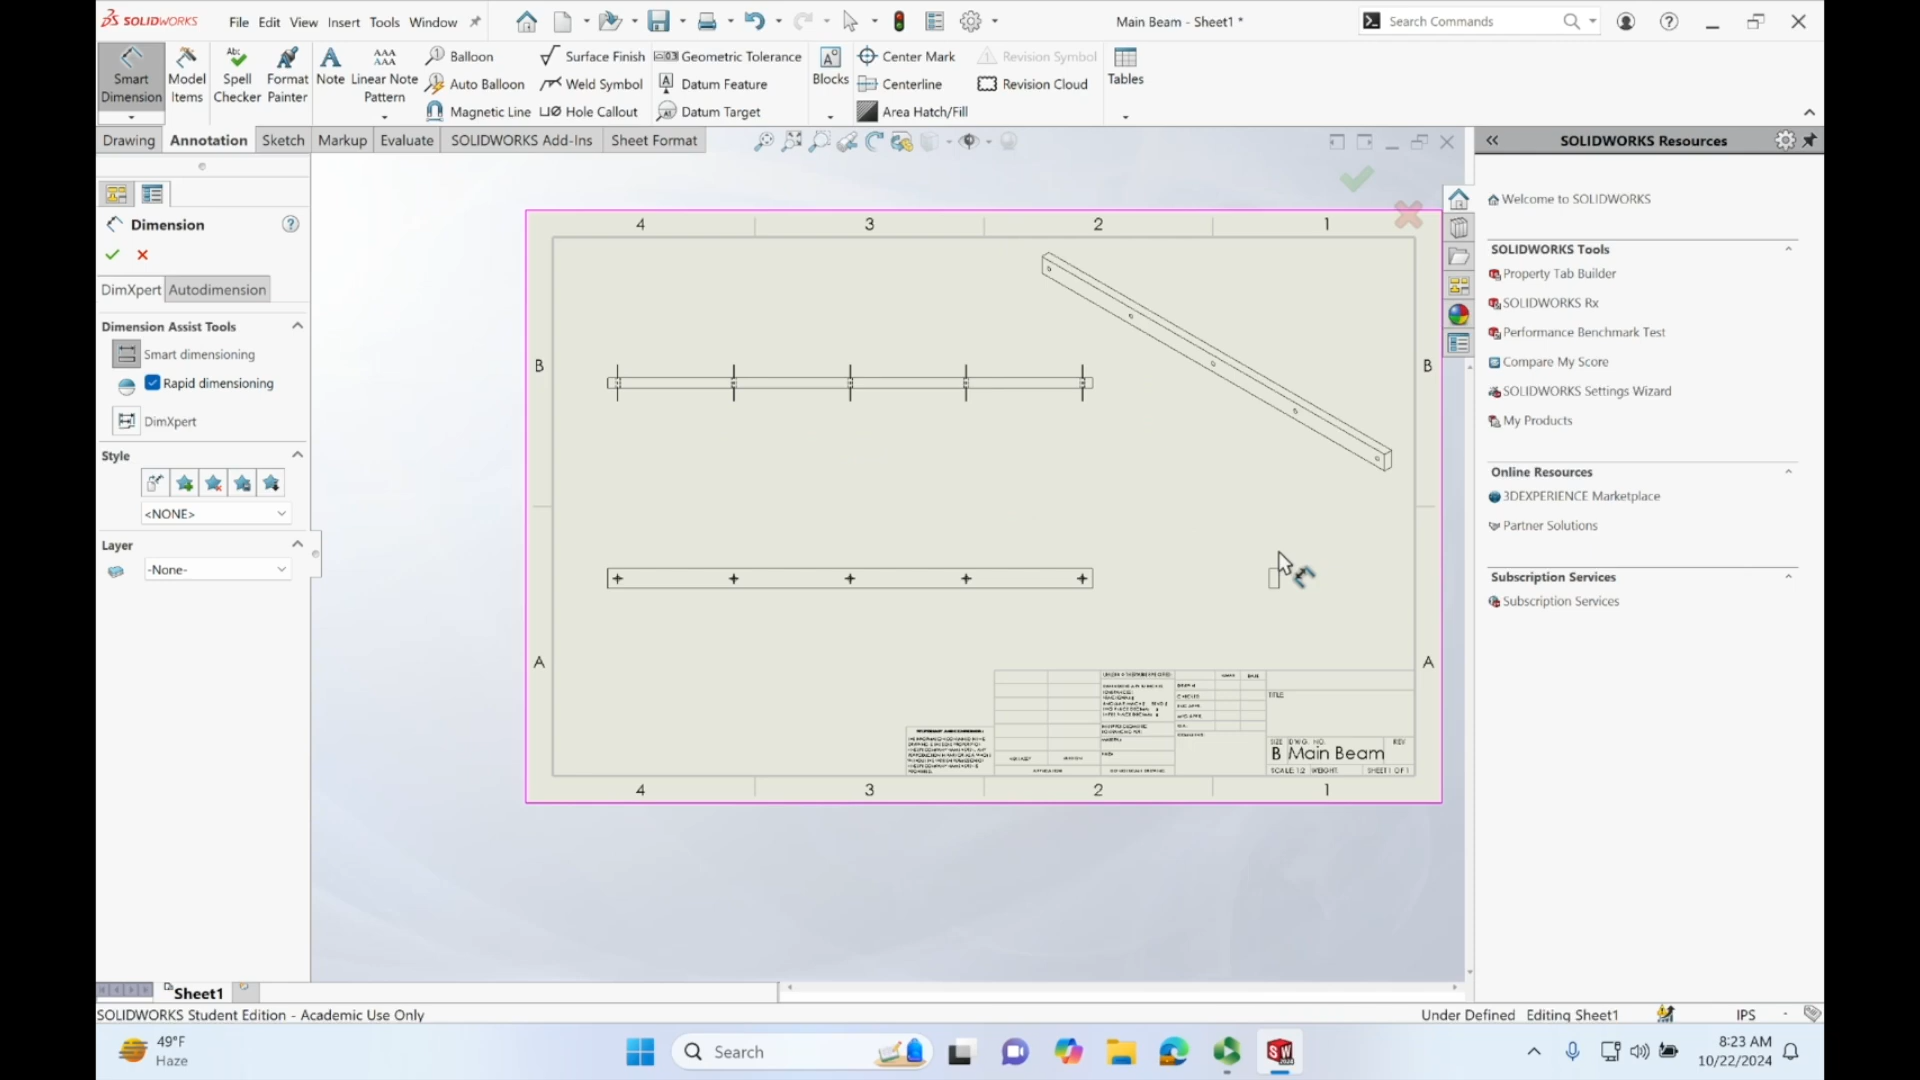 SOLIDWORKS File Edit View Insert Tools Window
Main Beam - Sheet1 *
Search Commands
Smart Dimension
Model Items
Spell Checker
Format Painter
Note
Linear Note Pattern
Balloon
Auto Balloon
Magnetic Line
Surface Finish
Weld Symbol
Hole Callout
Geometric Tolerance
Datum Feature
Datum Target
Blocks
Center Mark
Centerline
Area Hatch/Fill
Revision Symbol
Revision Cloud
Tables
Drawing Annotation Sketch Markup Evaluate SOLIDWORKS Add-Ins Sheet Format
Dimension
DimXpert Autodimension
Dimension Assist Tools
Smart dimensioning
Rapid dimensioning
DimXpert
Style
<NONE>
Layer
-None-
4 3 2 1
B B
A A
TITLE:
SIZE DWG. NO. REV
B Main Beam
SCALE: 1:2 WEIGHT: SHEET 1 OF 1
4 3 2 1
SOLIDWORKS Resources
Welcome to SOLIDWORKS
SOLIDWORKS Tools
Property Tab Builder
SOLIDWORKS Rx
Performance Benchmark Test
Compare My Score
SOLIDWORKS Settings Wizard
My Products
Online Resources
3DEXPERIENCE Marketplace
Partner Solutions
Subscription Services
Subscription Services
Sheet1
SOLIDWORKS Student Edition - Academic Use Only
Under Defined Editing Sheet1 IPS -
49°F
Haze
Search
8:23 AM
10/22/2024